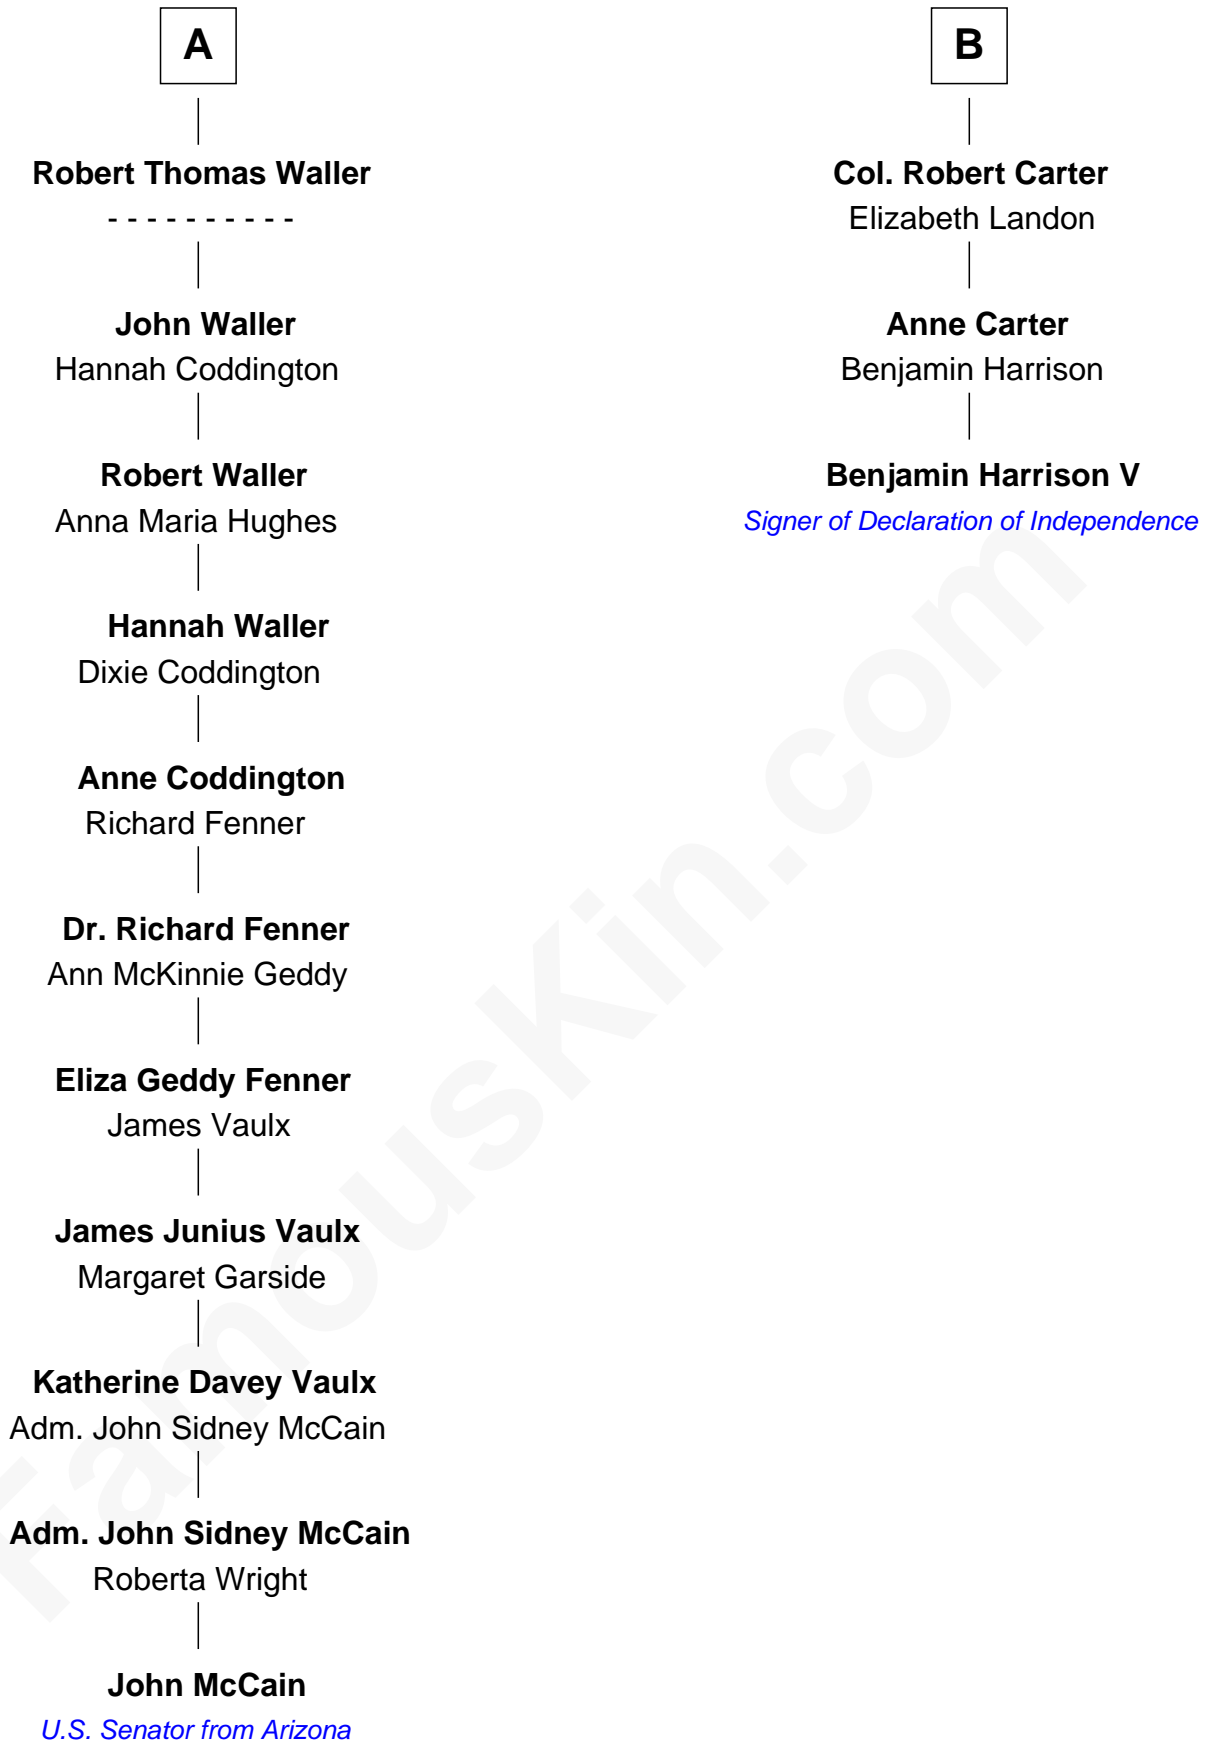 A
Robert Thomas Waller
- - - - - - - - - -
John Waller
Hannah Coddington
Robert Waller
Anna Maria Hughes
Hannah Waller
Dixie Coddington
Anne Coddington
Richard Fenner
Dr. Richard Fenner
Ann McKinnie Geddy
Eliza Geddy Fenner
James Vaulx
James Junius Vaulx
Margaret Garside
Katherine Davey Vaulx
Adm. John Sidney McCain
Adm. John Sidney McCain
Roberta Wright
John McCain
U.S. Senator from Arizona
B
Col. Robert Carter
Elizabeth Landon
Anne Carter
Benjamin Harrison
Benjamin Harrison V
Signer of Declaration of Independence
FamousKin.com